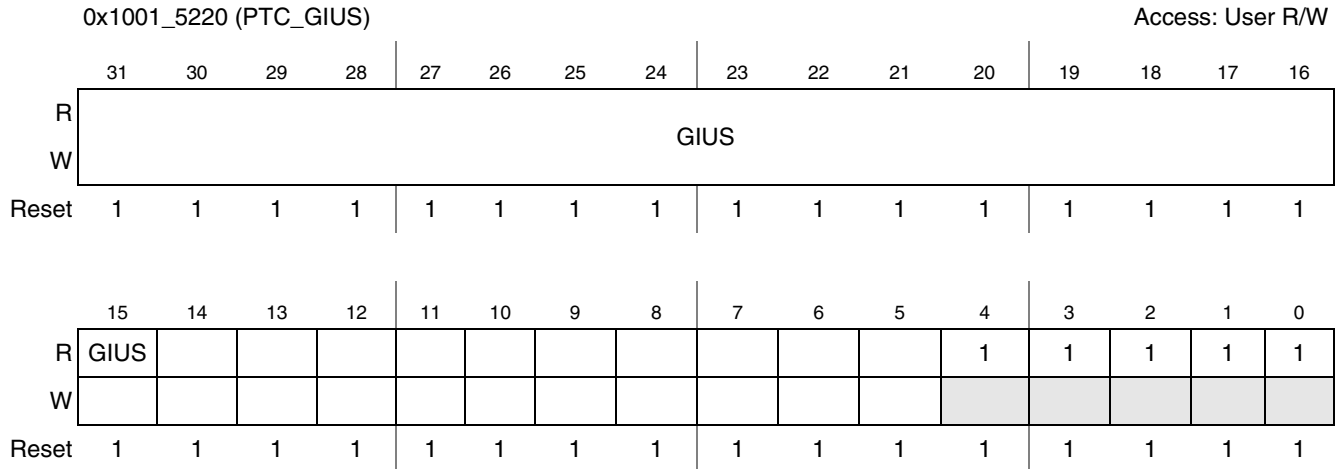 0x1001_5220 (PTC_GIUS) Access: User R/W
31 30 29 28 27 26 25 24 23 22 21 20 19 18 17 16
R
GIUS
W
Reset 1 1 1 1 1 1 1 1 1 1 1 1 1 1 1 1
15 14 13 12 11 10 9 8 7 6 5 4 3 2 1 0
R GIUS 1 1 1 1 1
W
Reset 1 1 1 1 1 1 1 1 1 1 1 1 1 1 1 1